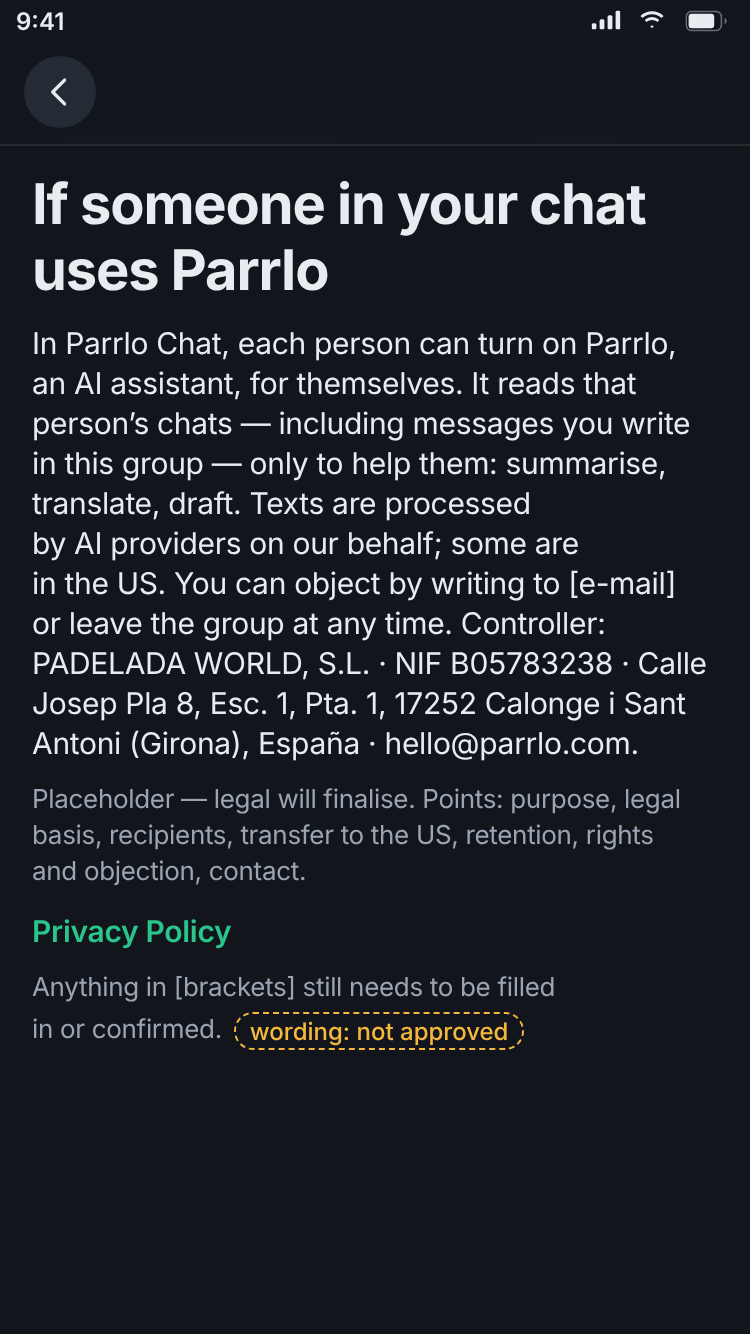 9:41
If someone in your chat
uses Parrlo
In Parrlo Chat, each person can turn on Parrlo,
an AI assistant, for themselves. It reads that
person’s chats — including messages you write
in this group — only to help them: summarise,
translate, draft. Texts are processed
by AI providers on our behalf; some are
in the US. You can object by writing to [e-mail]
or leave the group at any time. Controller:
PADELADA WORLD, S.L. · NIF B05783238 · Calle
Josep Pla 8, Esc. 1, Pta. 1, 17252 Calonge i Sant
Antoni (Girona), España · hello@parrlo.com.
Placeholder — legal will finalise. Points: purpose, legal
basis, recipients, transfer to the US, retention, rights
and objection, contact.
Privacy Policy
Anything in [brackets] still needs to be filled
in or confirmed. wording: not approved